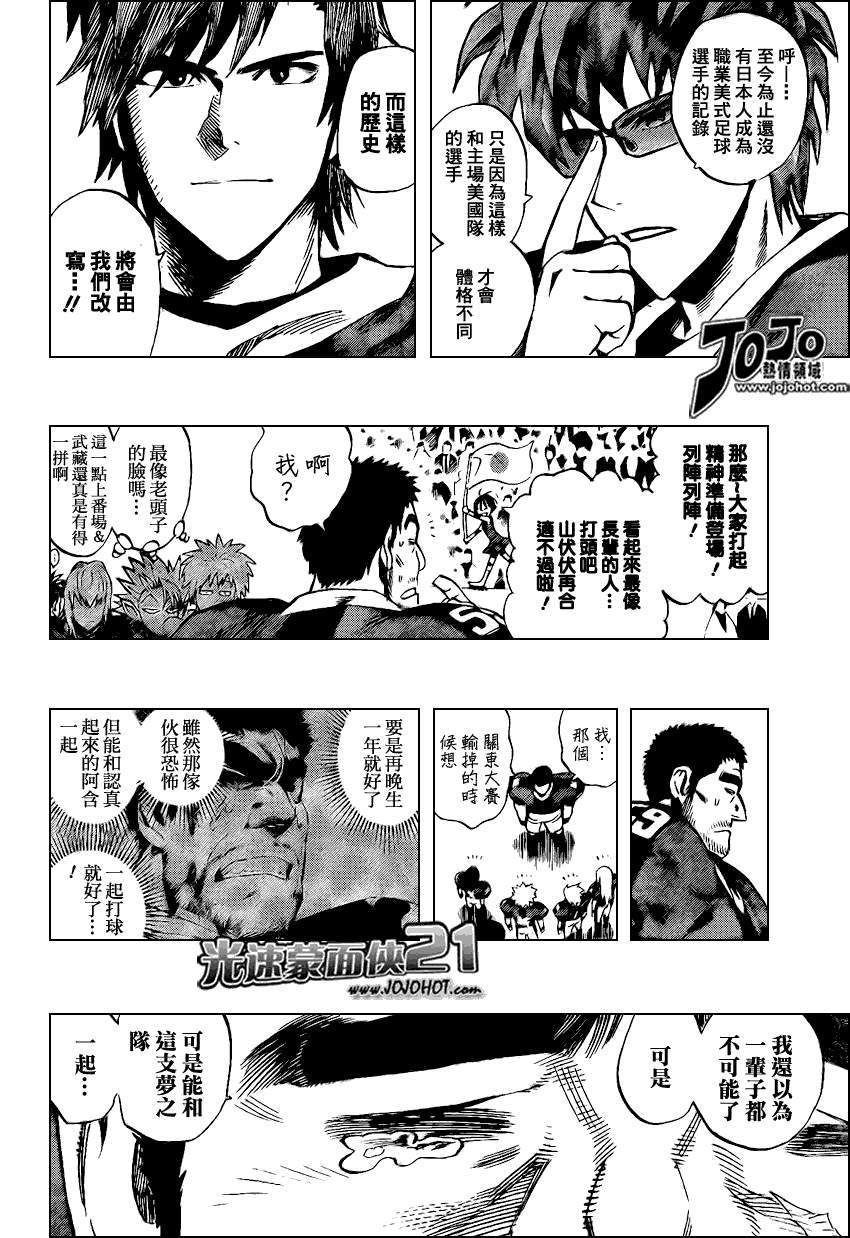 呼—…
至今為止還沒
有日本人成為
職業美式足球
選手的記錄
只是因為這樣
和主場美國隊
的選手
才會
體格不同
而這樣
的歷史
將會由
我們改
寫…!!
JOJO
熱情領域
www.jojohot.com
那麼~大家打起
精神準備登場!
列陣列陣!
看起來最像
長輩的人…
打頭吧
山伏伏再合
適不過啦!
啊
我?
最像老頭子
的臉嗎…
這一點上番場&
武藏還真是有得
一拼啊
我…
那個
關東大賽
輸掉的時
候想
要是再晚生
一年就好了
雖然那傢
伙很恐怖
但能和認真
起來的阿含
一起
一起打球
就好了…
!
光速蒙面俠21
www.JOJOHOT.com
我還以為
一輩子都
不可能了
可是
可是能和
這支夢之
隊
一起…